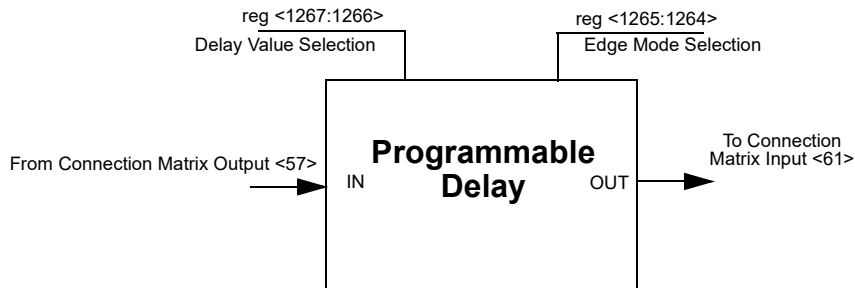 reg <1267:1266>
Delay Value Selection
reg <1265:1264>
Edge Mode Selection
From Connection Matrix Output <57>
IN
Programmable
Delay
OUT
To Connection
Matrix Input <61>